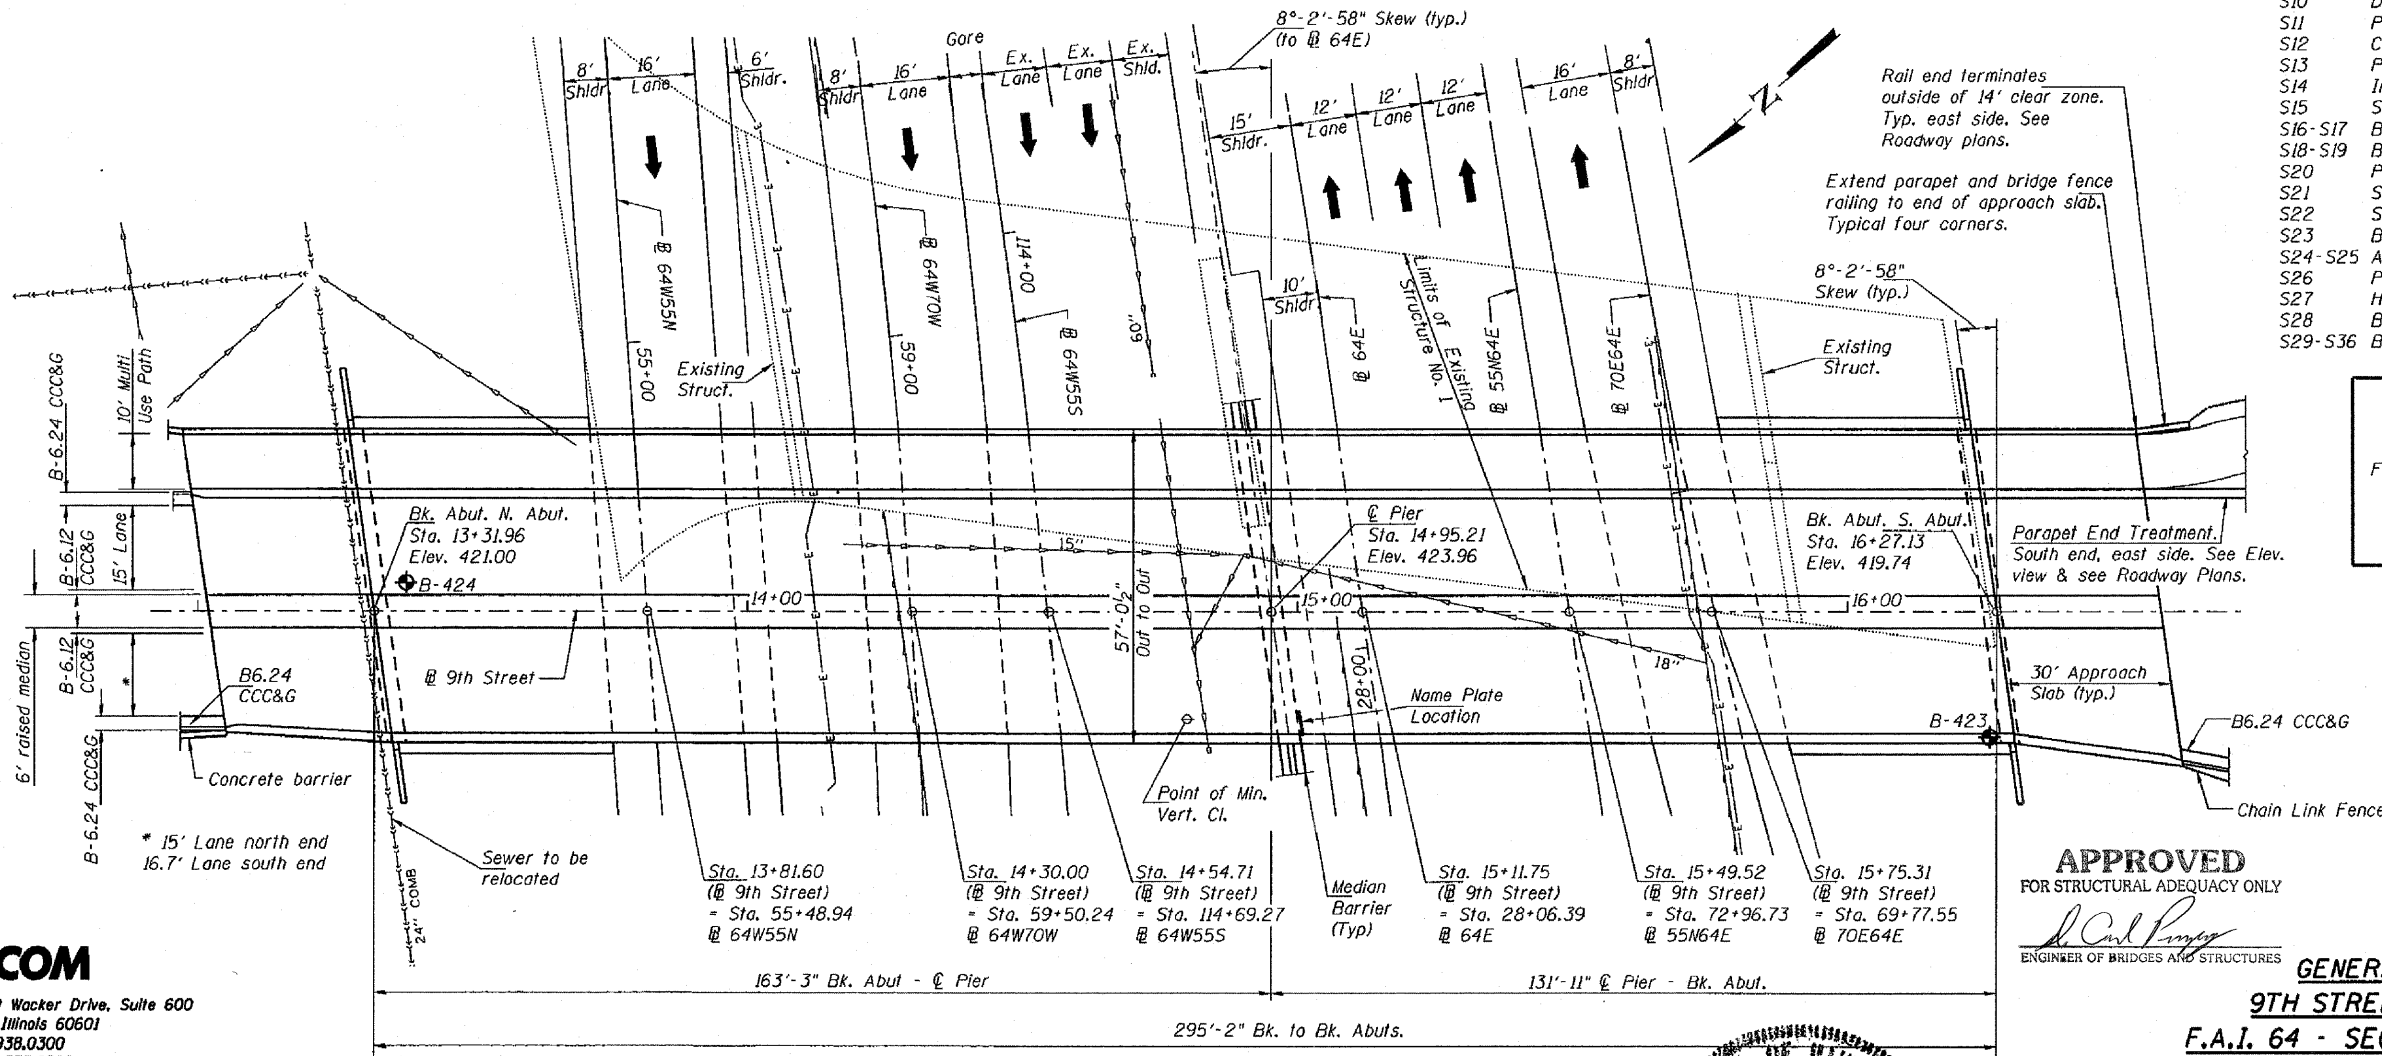 8°-2'-58" Skew (typ.)
(to ⅊ 64E)
Gore
8'
Shldr
16'
Lane
6'
Shldr.
8'
Shldr
16'
Lane
Ex.
Lane
Ex.
Lane
Ex.
Shld.
15'
Shldr.
12'
Lane
12'
Lane
12'
Lane
16'
Lane
8'
Shldr
Z
Rail end terminates
outside of 14' clear zone.
Typ. east side. See
Roadway plans.
Extend parapet and bridge fence
railing to end of approach slab.
Typical four corners.
8°-2'-58"
Skew (typ.)
S10
S11 P
S12 C
S13 P
S14
S15 S
S16-S17 B
S18-S19 B
S20 P
S21 S
S22 S
S23 B
S24-S25 A
S26 P
S27 H
S28 B
S29-S36 B
F
10'
Shldr
⅊ 64W55N
55+00
⅊ 64W70W
59+00
114+00
⅊ 64W55S
60"
⅊ 64E
Limits of Existing
Structure No. 1
⅊ 55N64E
⅊ 70E64E
Existing
Struct.
Existing
Struct.
B-6.24 CCC&G
10' Multi
Use Path
B-6.12
CCC&G
15' Lane
6' raised median
B-6.12
CCC&G
*
B-6.24 CCC&G
Bk. Abut. N. Abut.
Sta. 13+31.96
Elev. 421.00
B-424
14+00
15"
57'-0½"
Out to Out
℄ Pier
Sta. 14+95.21
Elev. 423.96
15+00
Bk. Abut. S. Abut.
Sta. 16+27.13
Elev. 419.74
16+00
Parapet End Treatment.
South end, east side. See Elev.
view & see Roadway Plans.
⅊ 9th Street
B6.24
CCC&G
Concrete barrier
28+00
18"
Name Plate
Location
30' Approach
Slab (typ.)
B-423
B6.24 CCC&G
Chain Link Fence
Point of Min.
Vert. Cl.
* 15' Lane north end
16.7' Lane south end
24" COMB
Sewer to be
relocated
Sta. 13+81.60
(⅊ 9th Street)
= Sta. 55+48.94
⅊ 64W55N
Sta. 14+30.00
(⅊ 9th Street)
= Sta. 59+50.24
⅊ 64W70W
Sta. 14+54.71
(⅊ 9th Street)
= Sta. 114+69.27
⅊ 64W55S
Median
Barrier
(Typ)
Sta. 15+11.75
(⅊ 9th Street)
= Sta. 28+06.39
⅊ 64E
Sta. 15+49.52
(⅊ 9th Street)
= Sta. 72+96.73
⅊ 55N64E
Sta. 15+75.31
(⅊ 9th Street)
= Sta. 69+77.55
⅊ 70E64E
APPROVED
FOR STRUCTURAL ADEQUACY ONLY
ENGINEER OF BRIDGES AND STRUCTURES
163'-3" Bk. Abut - ℄ Pier
131'-11" ℄ Pier - Bk. Abut.
295'-2" Bk. to Bk. Abuts.
COM
Wacker Drive, Suite 600
Illinois 60601
938.0300
GENER
9TH STRE
F.A.I. 64 - SEC